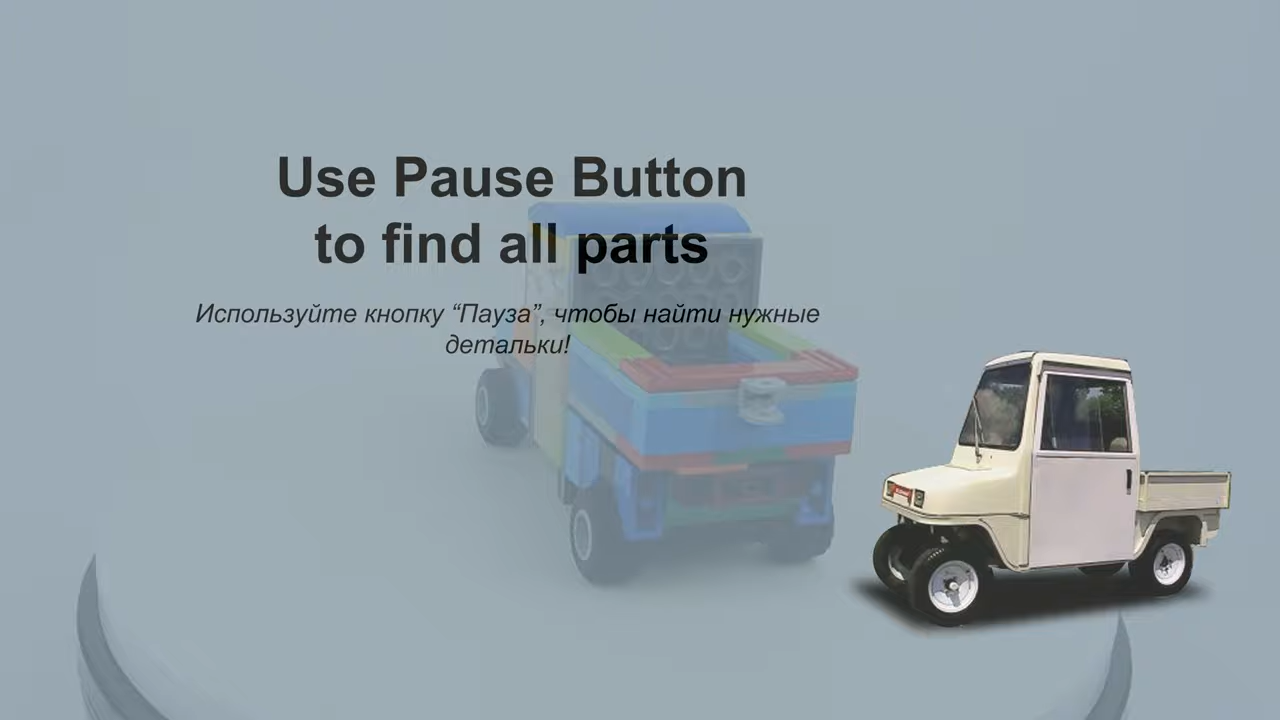 Use Pause Button
to find all parts
Используйте кнопку “Пауза”, чтобы найти нужные
детальки!